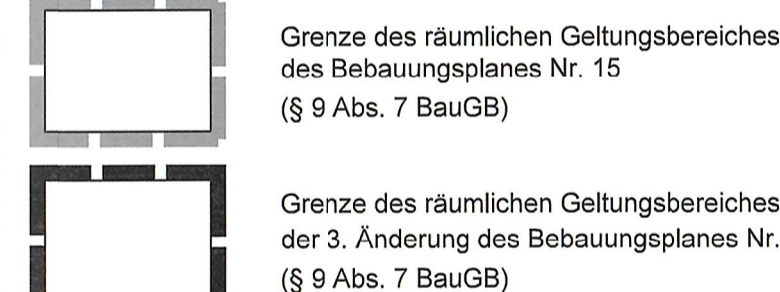 Grenze des räumlichen Geltungsbereiches
des Bebauungsplanes Nr. 15
(§ 9 Abs. 7 BauGB)
Grenze des räumlichen Geltungsbereiches
der 3. Änderung des Bebauungsplanes Nr.
(§ 9 Abs. 7 BauGB)